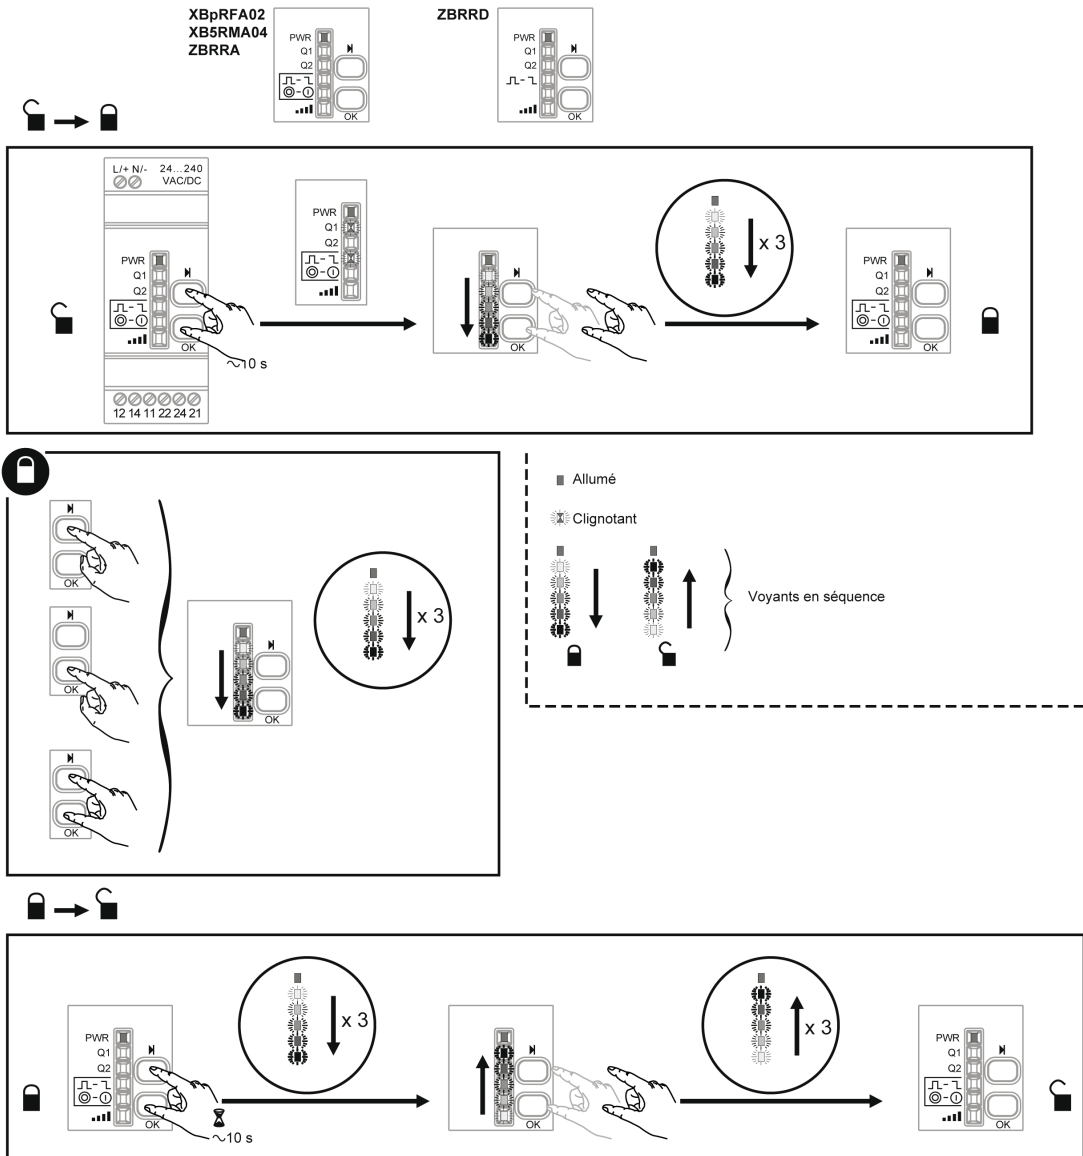 XBpRFA02
XB5RMA04
ZBRRA
PWR
Q1
Q2
OK
ZBRRD
PWR
Q1
Q2
OK
L/+ N/- 24...240
VAC/DC
PWR
Q1
Q2
OK
~10 s
12 14 11 22 24 21
PWR
Q1
Q2
OK
x 3
PWR
Q1
Q2
OK
OK
OK
OK
OK
x 3
Allumé
Clignotant
Voyants en séquence
PWR
Q1
Q2
OK
~10 s
x 3
OK
x 3
PWR
Q1
Q2
OK